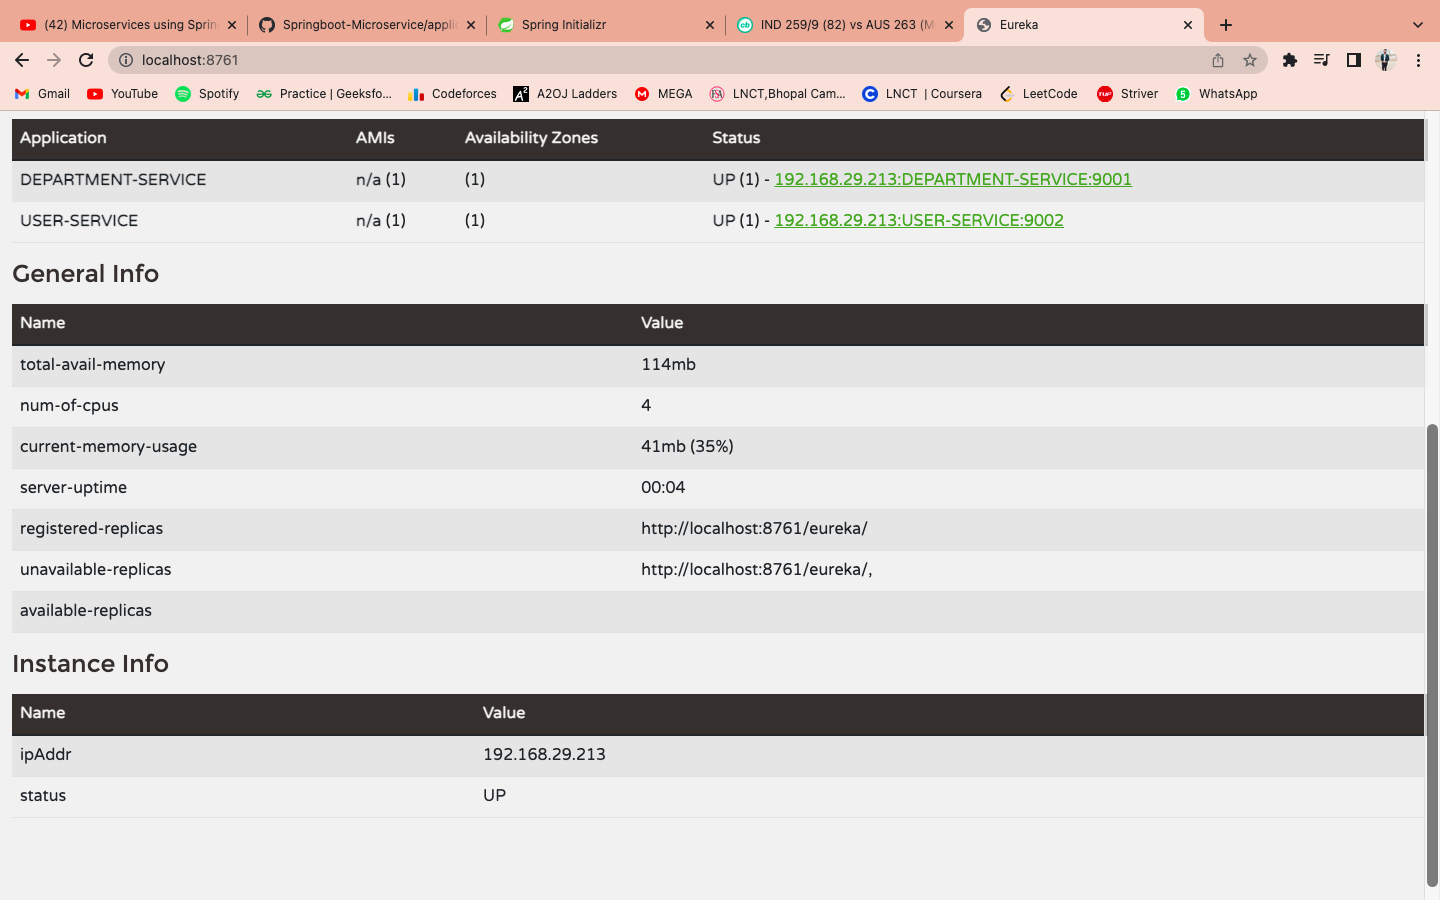 (42) Microservices using Sprin
Springboot-Microservice/applic
Spring Initializr
IND 259/9 (82) vs AUS 263 (M
Eureka
localhost:8761
Gmail YouTube Spotify Practice | Geeksfo... Codeforces A2OJ Ladders MEGA LNCT,Bhopal Cam... LNCT | Coursera LeetCode Striver WhatsApp
Application AMIs Availability Zones Status
DEPARTMENT-SERVICE n/a (1) (1) UP (1) - 192.168.29.213:DEPARTMENT-SERVICE:9001
USER-SERVICE n/a (1) (1) UP (1) - 192.168.29.213:USER-SERVICE:9002
General Info
Name Value
total-avail-memory 114mb
num-of-cpus 4
current-memory-usage 41mb (35%)
server-uptime 00:04
registered-replicas http://localhost:8761/eureka/
unavailable-replicas http://localhost:8761/eureka/,
available-replicas
Instance Info
Name Value
ipAddr 192.168.29.213
status UP